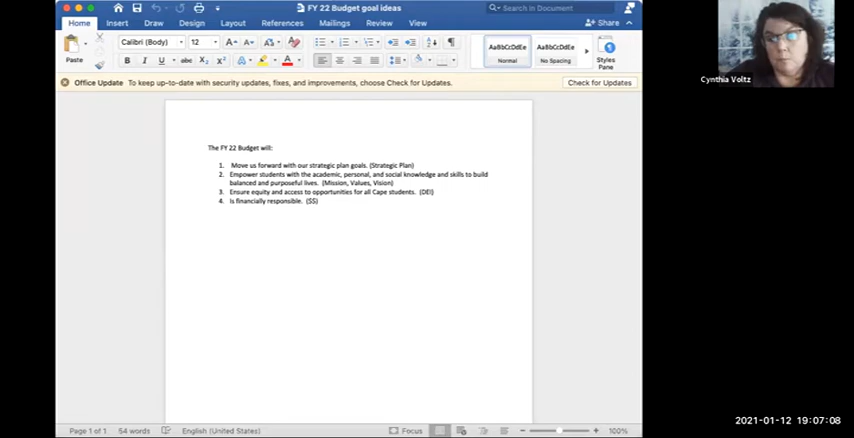 FY 22 Budget goal ideas
Search in Document
Home Insert Draw Design Layout References Mailings Review View Share
Paste
Calibri (Body) 12
AaBbCcDdEe AaBbCcDdEe
Normal No Spacing Styles Pane
Office Update To keep up-to-date with security updates, fixes, and improvements, choose Check for Updates. Check for Updates
Cynthia Voltz
The FY 22 Budget will:
1. Move us forward with our strategic plan goals. (Strategic Plan)
2. Empower students with the academic, personal, and social knowledge and skills to build
balanced and purposeful lives. (Mission, Values, Vision)
3. Ensure equity and access to opportunities for all Cape students. (DEI)
4. Is financially responsible. ($$)
Page 1 of 1 54 words English (United States) Focus 100%
2021-01-12 19:07:08